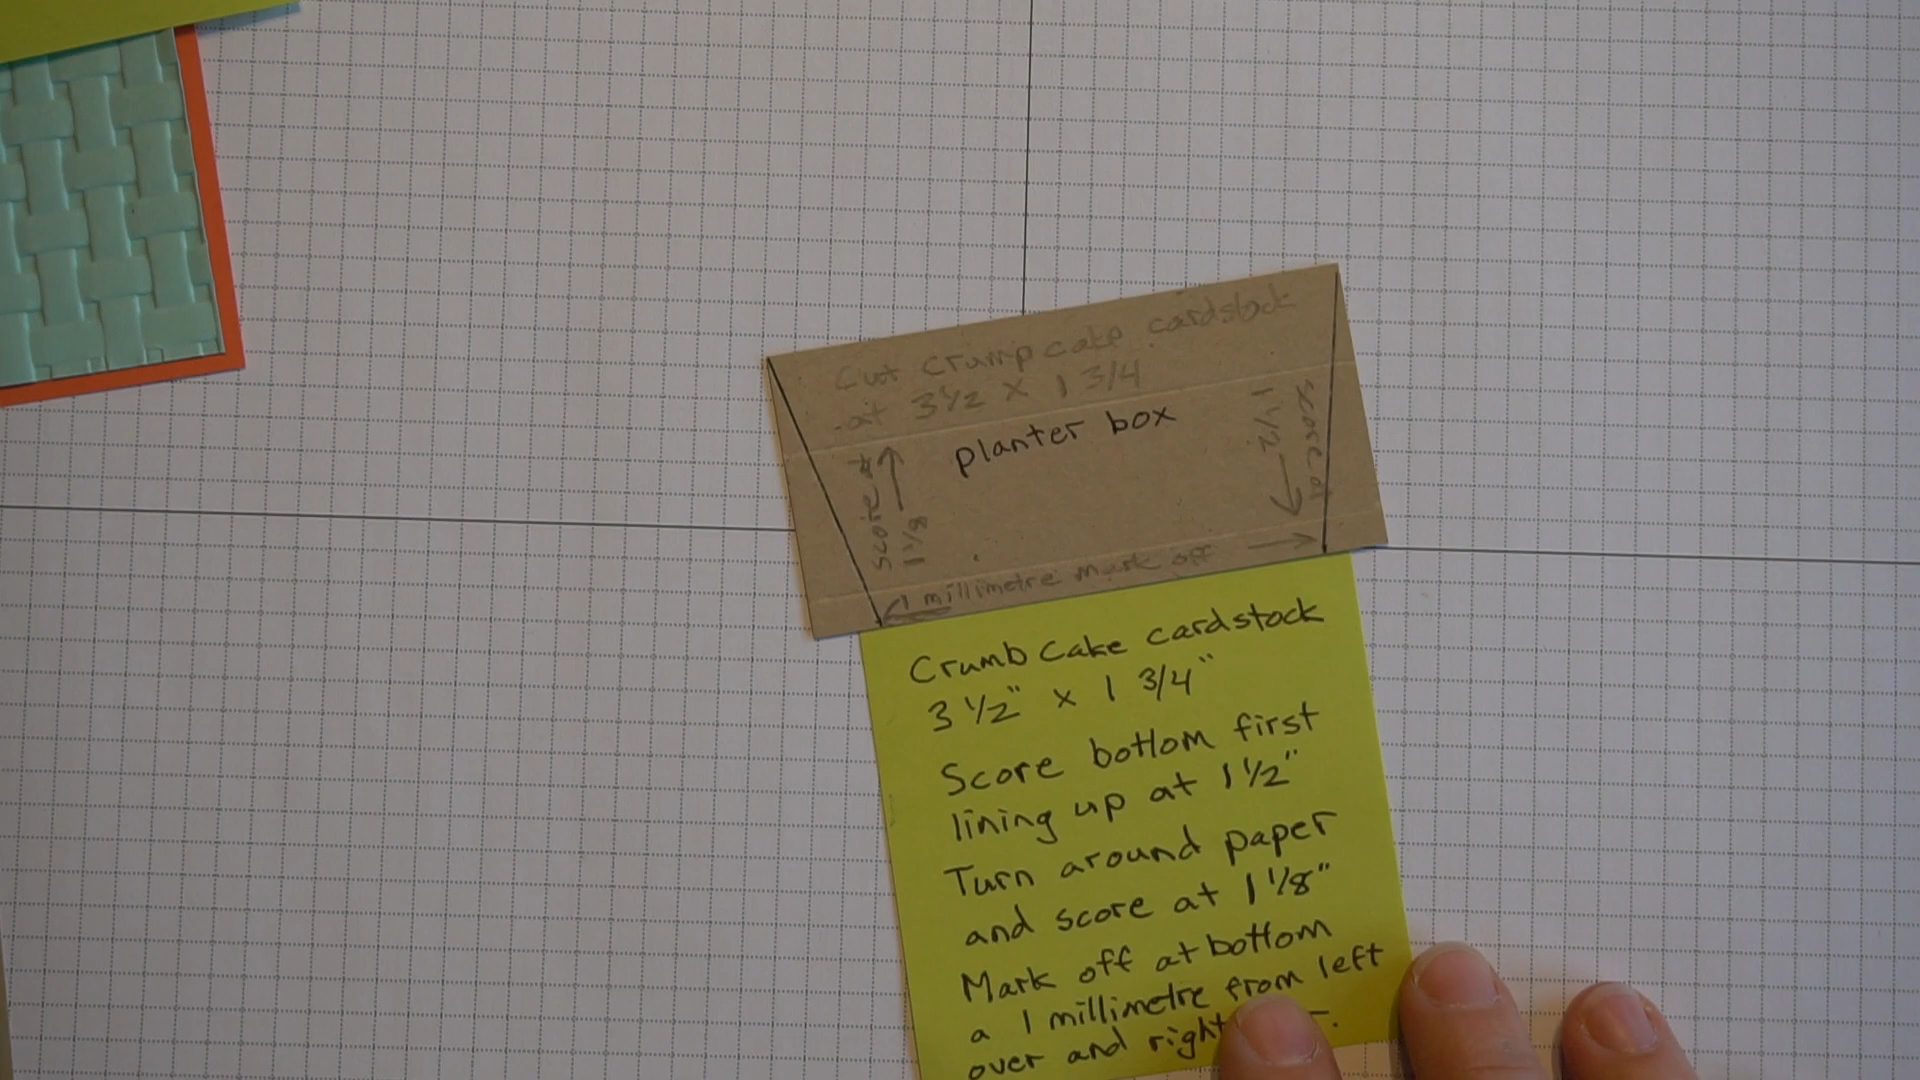 Cut Crump cake cardstock
at 3 1/2 x 1 3/4
planter box
score at
1 1/8
score at
1 1/2
1 millimetre mark off
Crumb Cake cardstock
3 1/2" x 1 3/4"
Score bottom first
lining up at 1 1/2"
Turn around paper
and score at 1 1/8"
Mark off at bottom
a 1 millimetre from left
over and right